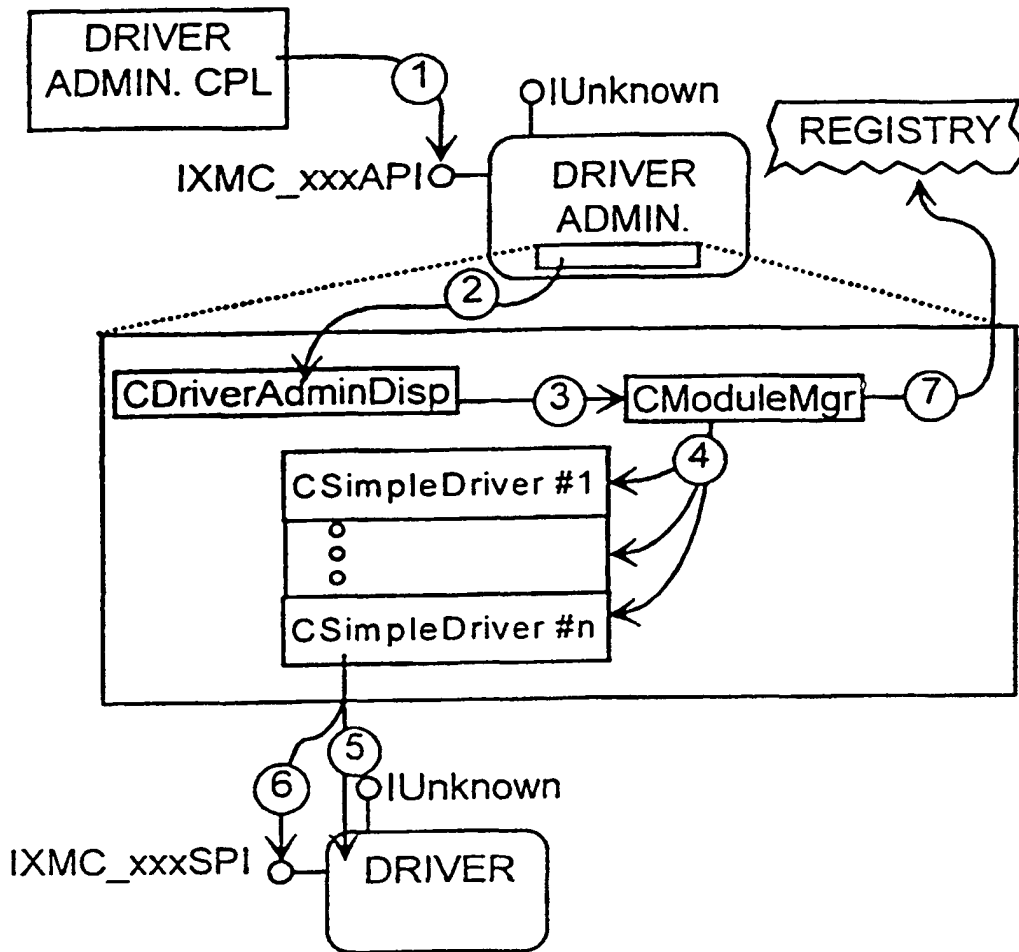 DRIVER
ADMIN. CPL
1
IUnknown
REGISTRY
IXMC_xxxAPI
DRIVER
ADMIN.
2
CDriverAdminDisp
3
CModuleMgr
7
4
CSimpleDriver #1
CSimpleDriver #n
5
6
IUnknown
IXMC_xxxSPI
DRIVER